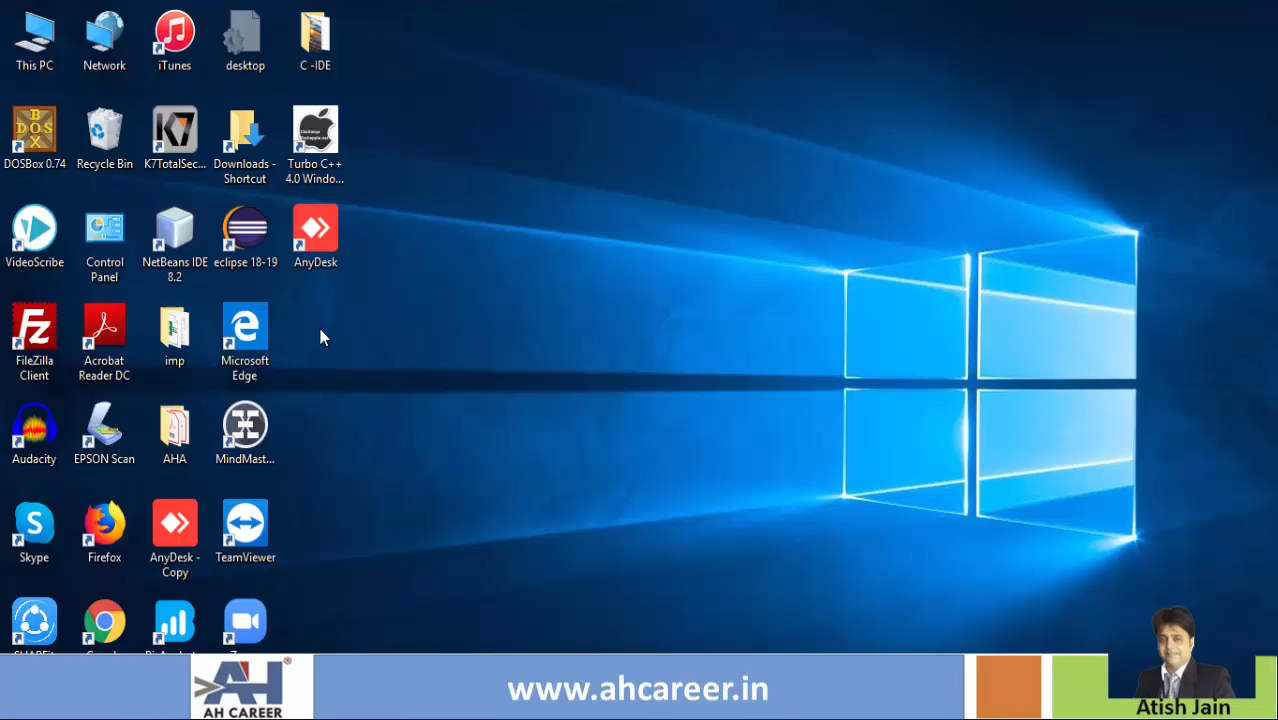 This PC
Network
iTunes
desktop
C -IDE
DOSBox 0.74
Recycle Bin
K7TotalSec...
Downloads -
Shortcut
Turbo C++
4.0 Windo...
VideoScribe
Control
Panel
NetBeans IDE
8.2
eclipse 18-19
AnyDesk
FileZilla
Client
Acrobat
Reader DC
imp
Microsoft
Edge
Audacity
EPSON Scan
AHA
MindMast...
Skype
Firefox
AnyDesk -
Copy
TeamViewer
AH CAREER
www.ahcareer.in
Atish Jain